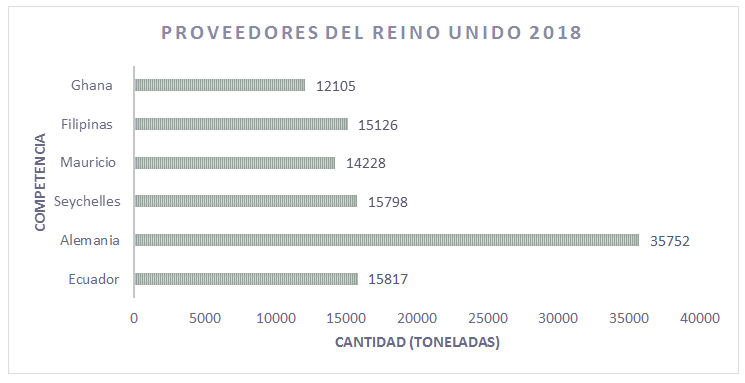 PROVEEDORES DEL REINO UNIDO 2018
COMPETENCIA
Ghana 12105
Filipinas 15126
Mauricio 14228
Seychelles 15798
Alemania 35752
Ecuador 15817
0 5000 10000 15000 20000 25000 30000 35000 40000
CANTIDAD (TONELADAS)